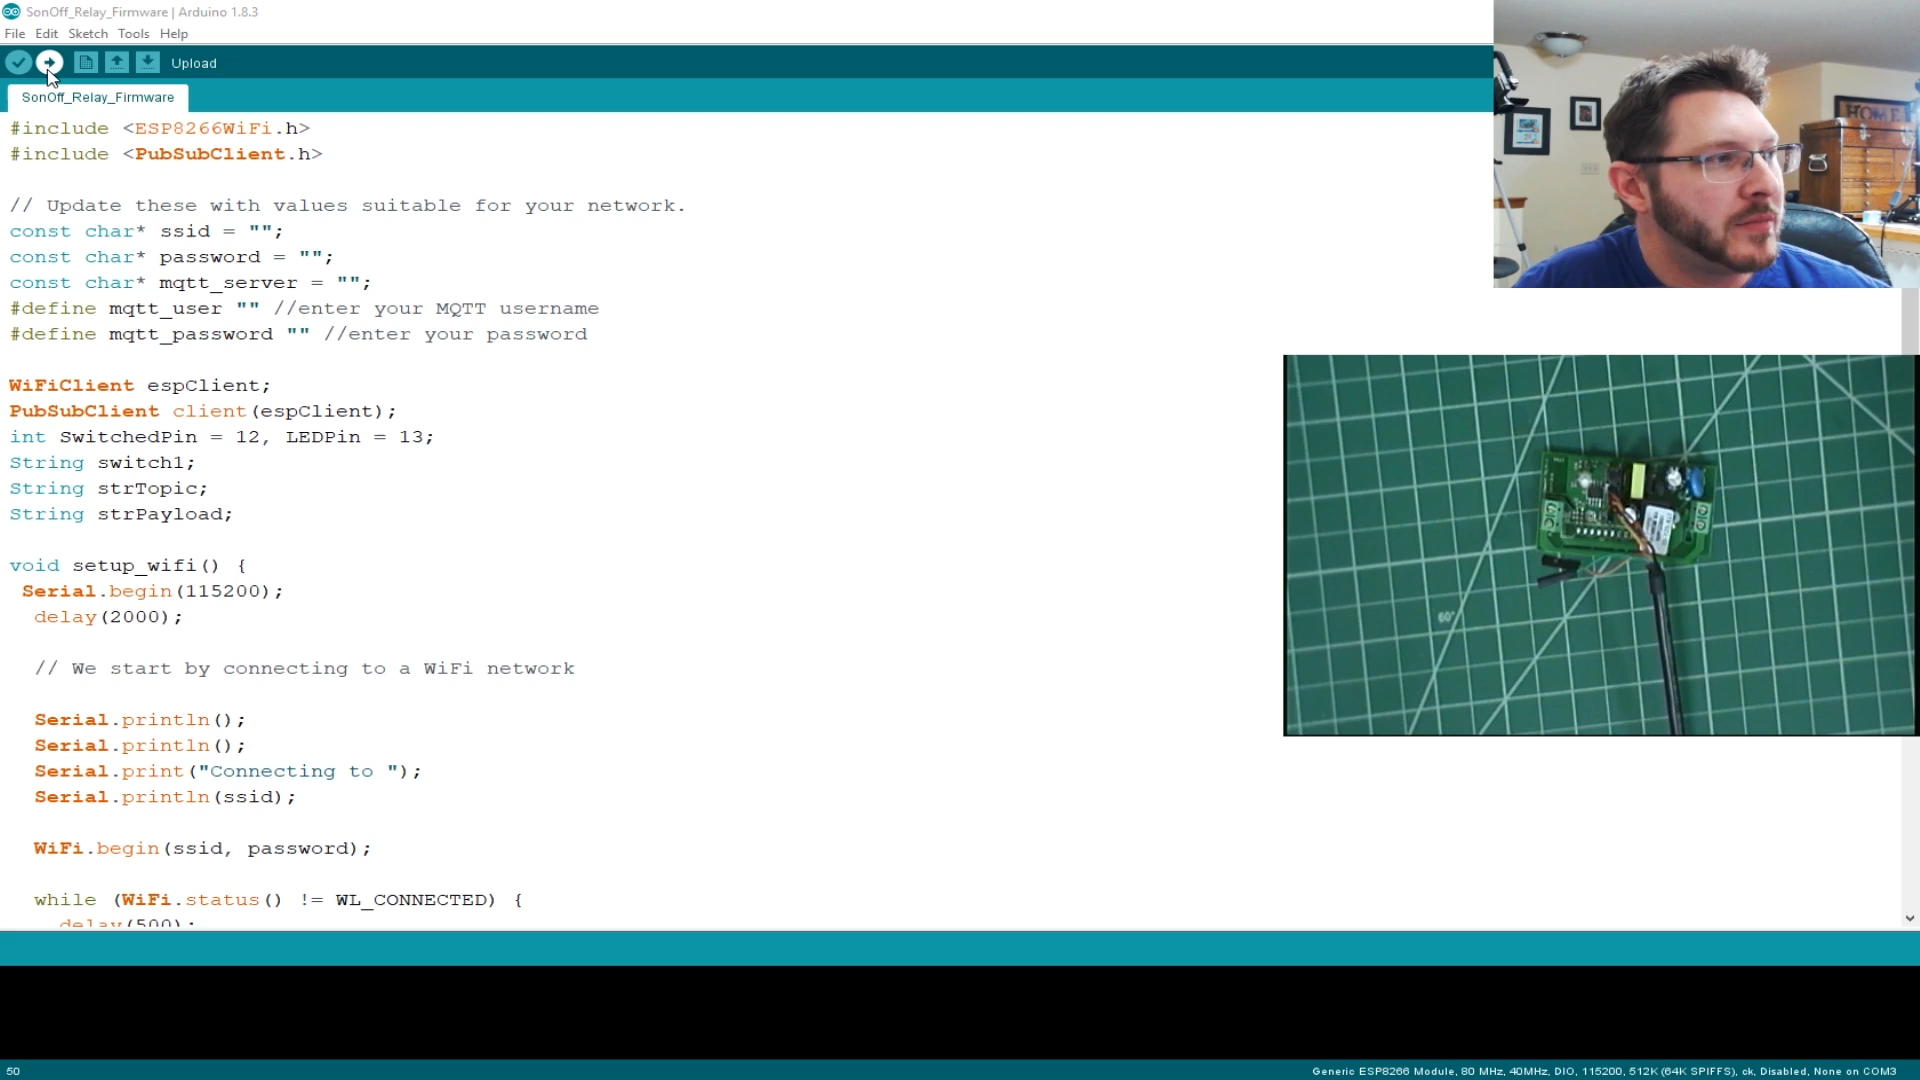 SonOff_Relay_Firmware | Arduino 1.8.3
File Edit Sketch Tools Help
Upload
SonOff_Relay_Firmware
#include <ESP8266WiFi.h>
#include <PubSubClient.h>
// Update these with values suitable for your network.
const char* ssid = "";
const char* password = "";
const char* mqtt_server = "";
#define mqtt_user "" //enter your MQTT username
#define mqtt_password "" //enter your password
WiFiClient espClient;
PubSubClient client(espClient);
int SwitchedPin = 12, LEDPin = 13;
String switch1;
String strTopic;
String strPayload;
void setup_wifi() {
Serial.begin(115200);
delay(2000);
// We start by connecting to a WiFi network
Serial.println();
Serial.println();
Serial.print("Connecting to ");
Serial.println(ssid);
WiFi.begin(ssid, password);
while (WiFi.status() != WL_CONNECTED) {
delay(500);
HOME
60°
50
Generic ESP8266 Module, 80 MHz, 40MHz, DIO, 115200, 512K (64K SPIFFS), ck, Disabled, None on COM3